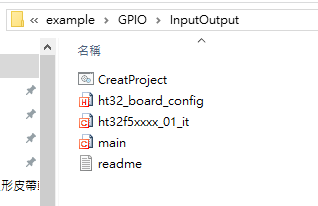 « example > GPIO > InputOutput
名稱
CreatProject
ht32_board_config
ht32f5xxxx_01_it
main
形皮帶
readme